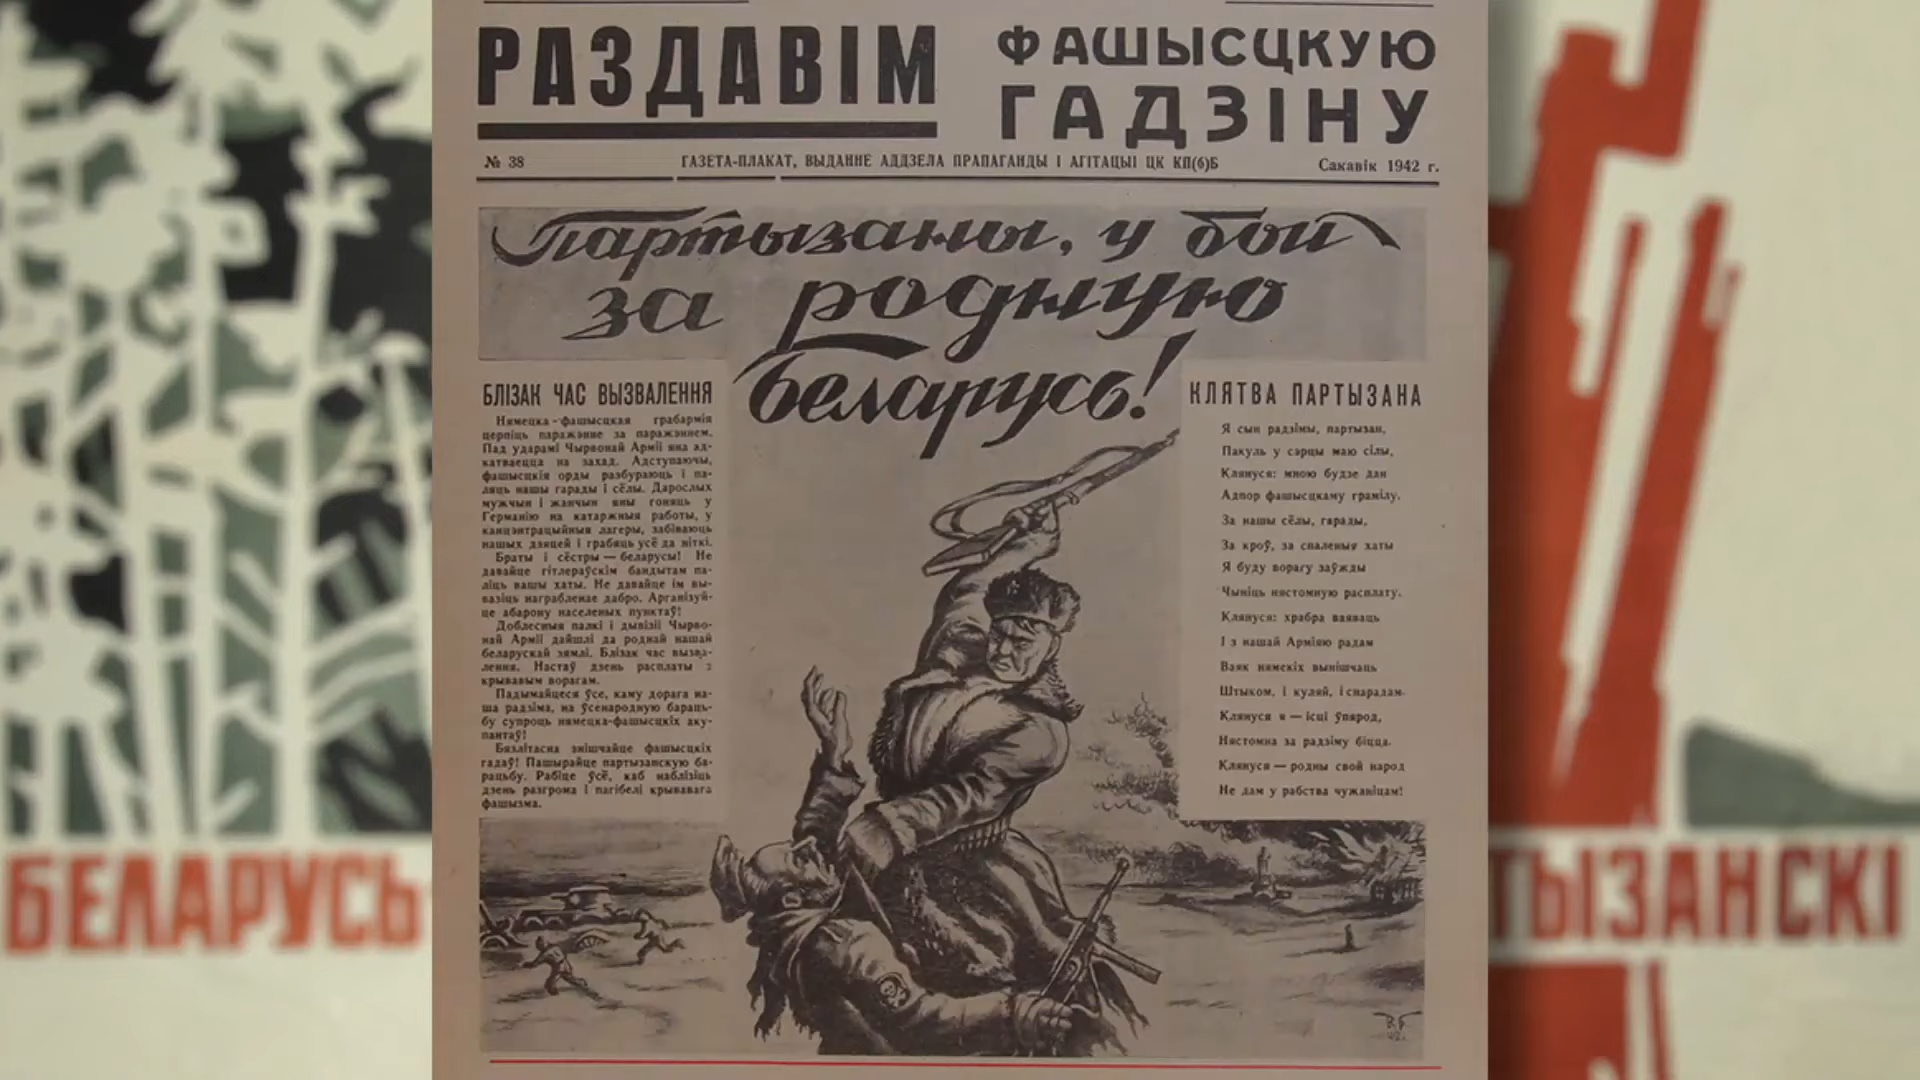 РАЗДАВІМ
ФАШЫСЦКУЮ
ГАДЗІНУ
№ 38
ГАЗЕТА-ПЛАКАТ, ВЫДАННЕ АДДЗЕЛА ПРАПАГАНДЫ І АГІТАЦЫІ ЦК КП(б)Б
Сакавік 1942 г.
Партызаны, у бой
за родную
Беларусь!
БЛІЗАК ЧАС ВЫЗВАЛЕННЯ
Нямецка-фашысцкая грабармія
церпіць паражэнне за паражэннем.
Пад ударамі Чырвонай Арміі яна ад-
катваецца на захад. Адступаючы,
фашысцкія орды разбураюць і па-
ляць нашы гарады і сёлы. Дарослых
мужчын і жанчын яны гоняць у
Германію на катаржныя работы, у
канцэнтрацыйныя лагеры, забіваюць
нашых дзяцей і грабяць усё да ніткі.
Браты і сёстры — беларусы! Не
давайце гітлераўскім бандытам па-
ліць вашы хаты. Не давайце ім вы-
вазіць награбленае дабро. Арганізуй-
це абарону населеных пунктаў!
Доблесныя палкі і дывізіі Чырво-
най Арміі дайшлі да роднай нашай
беларускай зямлі. Блізак час вызва-
лення. Настаў дзень расплаты з
крывавым ворагам.
Падымайцеся ўсе, каму дорага на-
ша радзіма, на ўсенародную бараць-
бу супроць нямецка-фашысцкіх аку-
пантаў!
Бязлітасна знішчайце фашысцкіх
гадаў! Пашырайце партызанскую ба-
рацьбу. Рабіце ўсё, каб наблізіць
дзень разгрома і пагібелі крывавага
фашызма.
КЛЯТВА ПАРТЫЗАНА
Я сын радзімы, партызан,
Пакуль у сэрцы маю сілы,
Клянуся: мною будзе дан
Адпор фашысцкаму грамілу.
За нашы сёлы, гарады,
За кроў, за спаленыя хаты
Я буду ворагу заўжды
Чыніць нястомную расплату.
Клянуся: храбра ваяваць
І з нашай Арміяю радам
Ваяк нямекіх вынішчаць
Штыком, і куляй, і снарадам.
Клянуся я — ісці ўпярод,
Нястомна за радзіму біцца.
Клянуся — родны свой народ
Не дам у рабства чужаніцам!
БЕЛАРУСЬ
ТЫЗАНСКІ